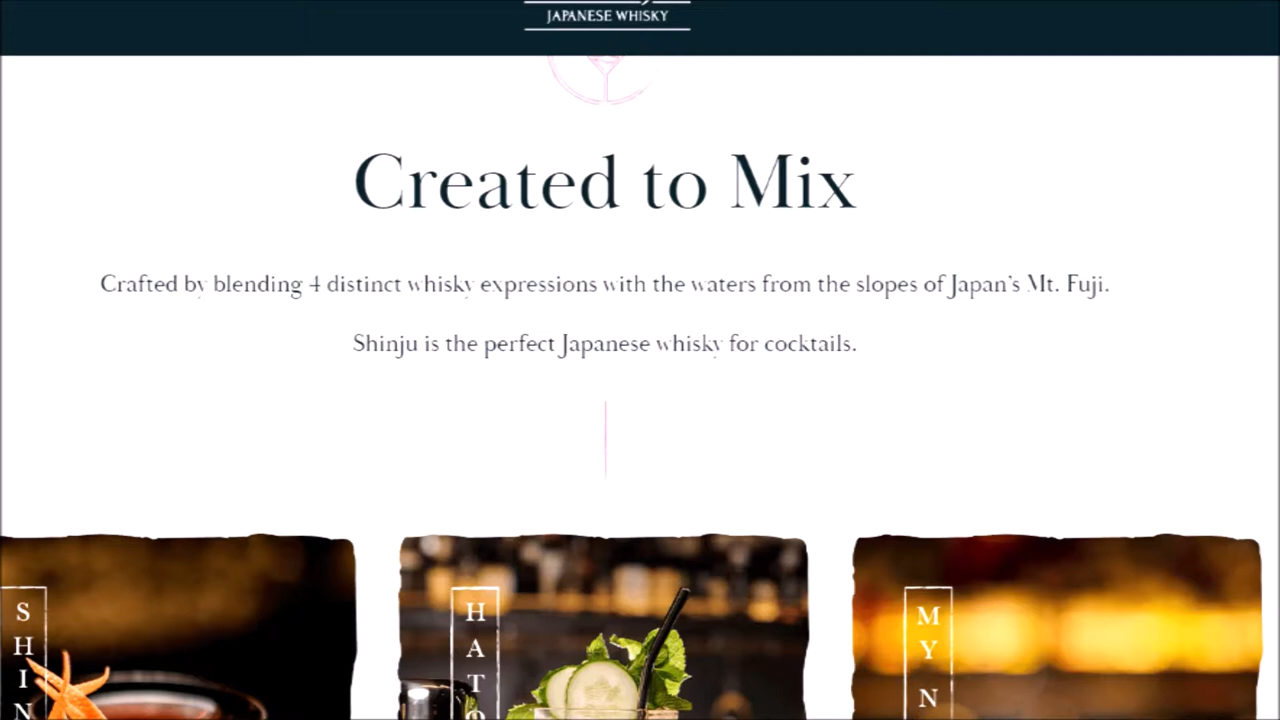 JAPANESE WHISKY
Created to Mix
Crafted by blending 4 distinct whisky expressions with the waters from the slopes of Japan's Mt. Fuji.
Shinju is the perfect Japanese whisky for cocktails.
SHIN
HAT
MYN